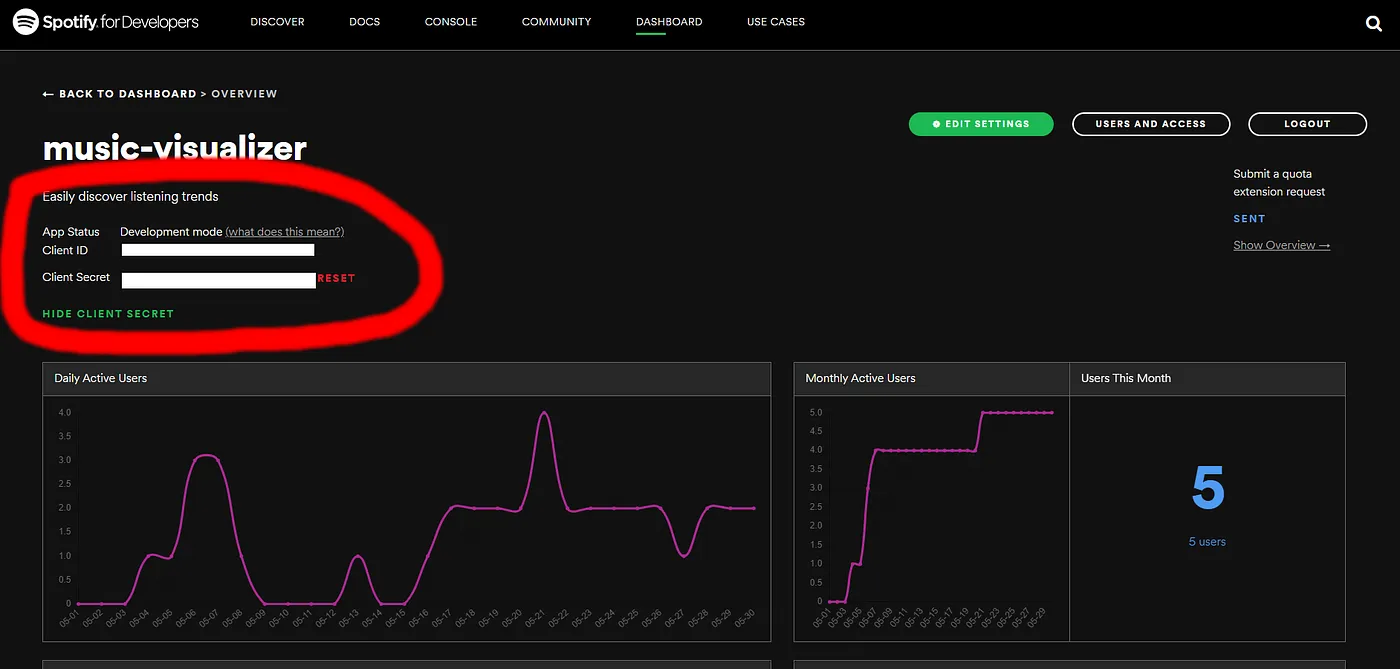 Spotify for Developers DISCOVER DOCS CONSOLE COMMUNITY DASHBOARD USE CASES
← BACK TO DASHBOARD > OVERVIEW
EDIT SETTINGS USERS AND ACCESS LOGOUT
music-visualizer
Easily discover listening trends
App Status Development mode (what does this mean?)
Client ID
Client Secret RESET
HIDE CLIENT SECRET
Submit a quota
extension request
SENT
Show Overview →
Daily Active Users
4.0
3.5
3.0
2.5
2.0
1.5
1.0
0.5
0
05-01 05-02 05-03 05-04 05-05 05-06 05-07 05-08 05-09 05-10 05-11 05-12 05-13 05-14 05-15 05-16 05-17 05-18 05-19 05-20 05-21 05-22 05-23 05-24 05-25 05-26 05-27 05-28 05-29 05-30
Monthly Active Users
5.0
4.5
4.0
3.5
3.0
2.5
2.0
1.5
1.0
0.5
0
05-01 05-03 05-05 05-07 05-09 05-11 05-13 05-15 05-17 05-19 05-21 05-23 05-25 05-27 05-29
Users This Month
5
5 users